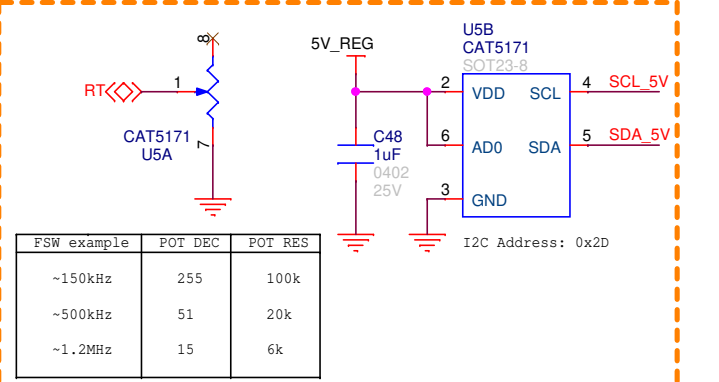 8
RT
1
CAT5171
U5A
7
5V_REG
C48
1uF
0402
25V
U5B
CAT5171
SOT23-8
2 VDD SCL 4 SCL_5V
6 AD0 SDA 5 SDA_5V
3 GND
I2C Address: 0x2D
FSW example POT DEC POT RES
~150kHz 255 100k
~500kHz 51 20k
~1.2MHz 15 6k